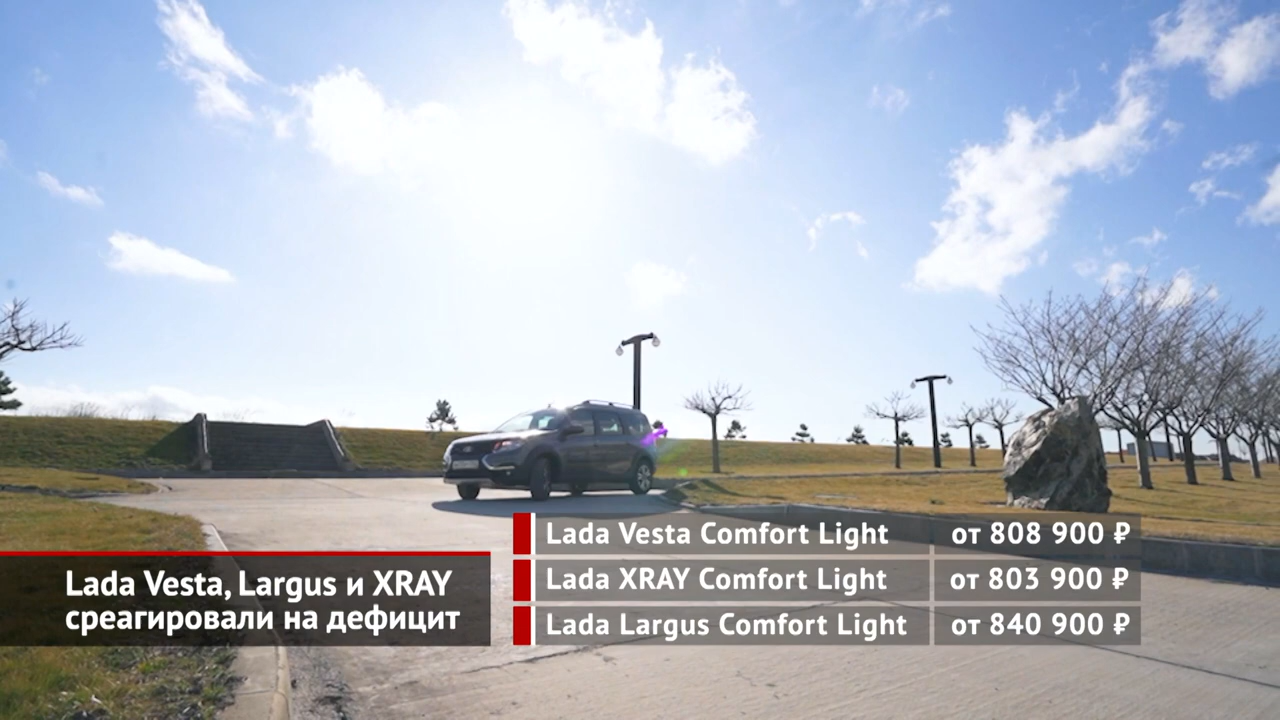 Lada Vesta, Largus и XRAY
среагировали на дефицит
Lada Vesta Comfort Light от 808 900 ₽
Lada XRAY Comfort Light от 803 900 ₽
Lada Largus Comfort Light от 840 900 ₽